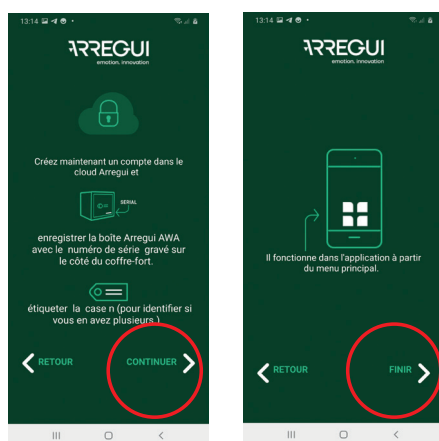 13:14
ARREGUI
emotion. innovation
Créez maintenant un compte dans le
cloud Arregui et
SERIAL
enregistrer la boîte Arregui AWA
avec le numéro de série gravé sur
le côté du coffre-fort.
étiqueter la case n (pour identifier si
vous en avez plusieurs.)
RETOUR
CONTINUER
13:14
ARREGUI
emotion. innovation
Il fonctionne dans l'application à partir
du menu principal.
RETOUR
FINIR